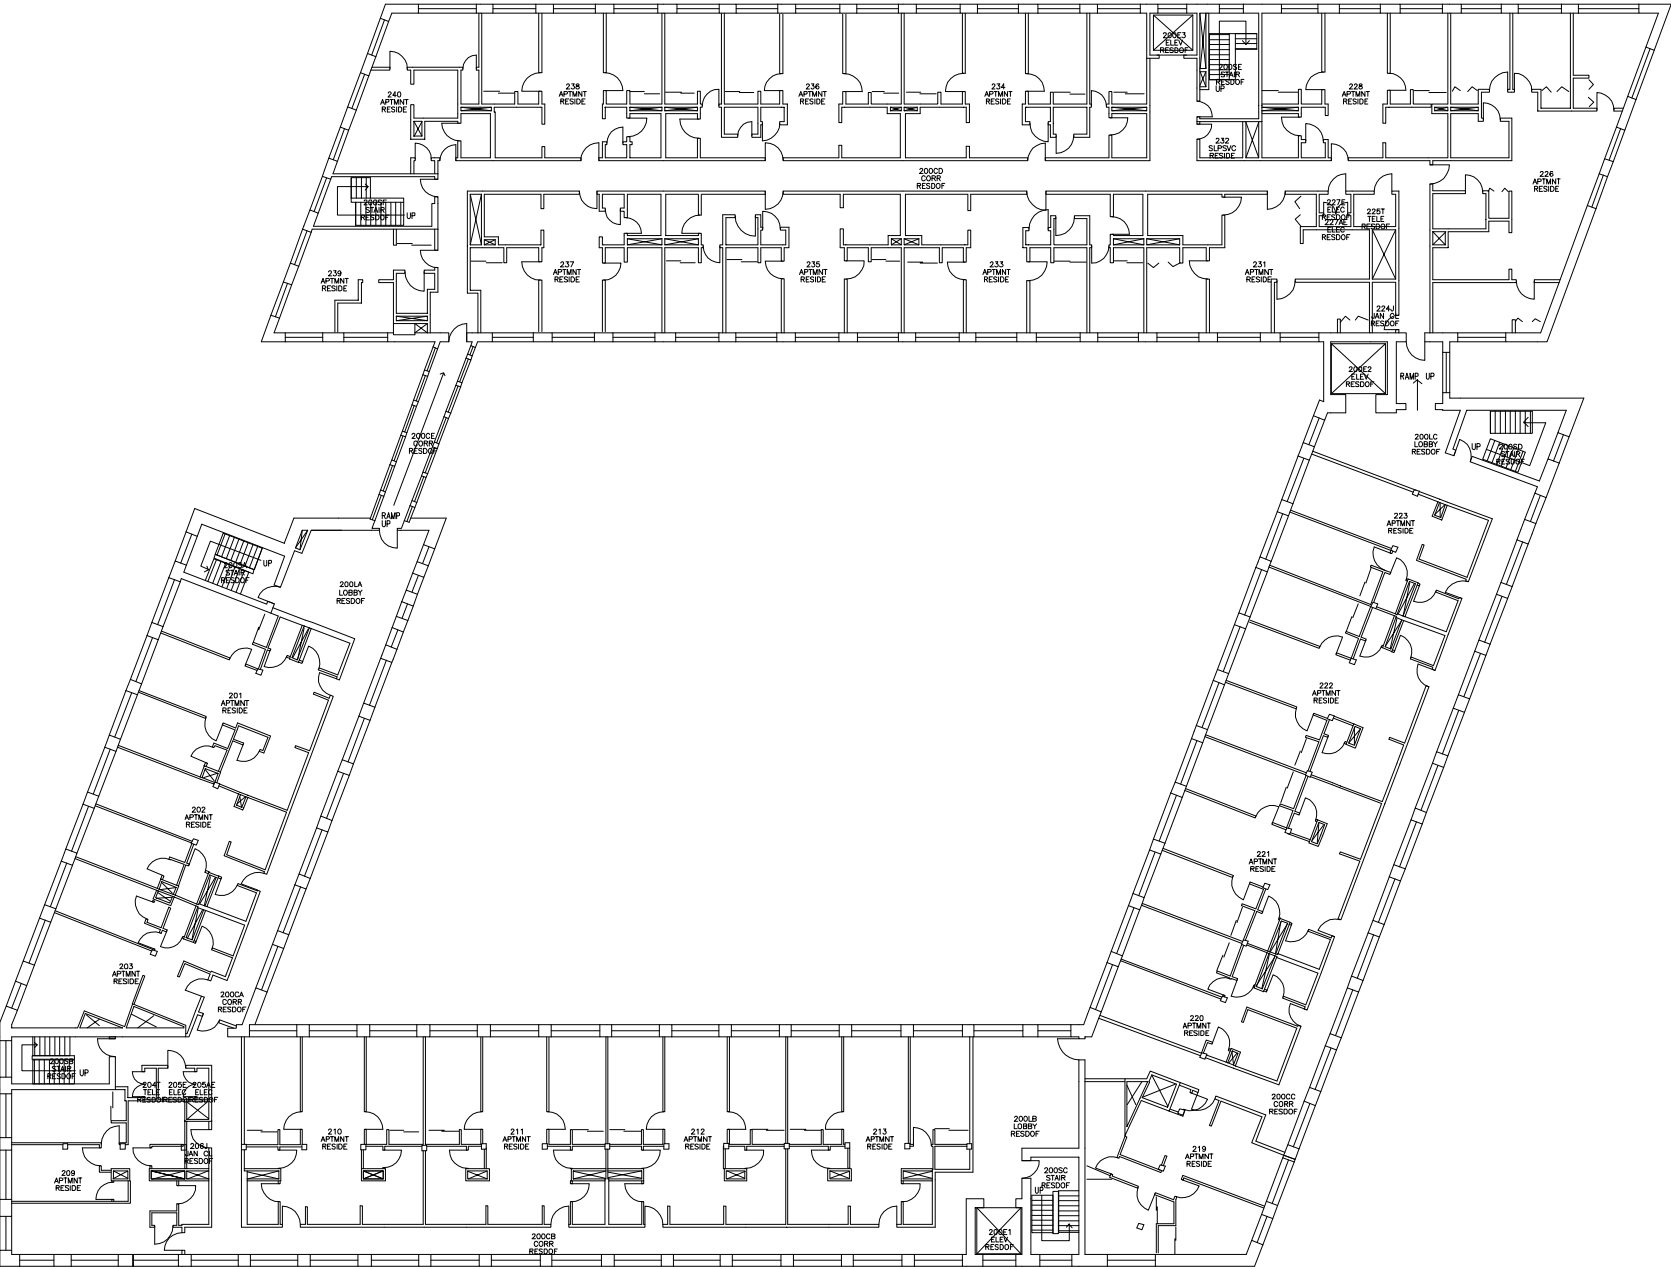 200E3
ELEV
RESDOF
200SE
STAIR
RESDOF
UP
240
APTMNT
RESIDE
238
APTMNT
RESIDE
236
APTMNT
RESIDE
234
APTMNT
RESIDE
228
APTMNT
RESIDE
232
SLPSVC
RESIDE
200CD
CORR
RESDOF
226
APTMNT
RESIDE
200SF
STAIR
RESDOF
UP
227E
ELEC
RESDOF
227AE
ELEC
RESDOF
225T
TELE
RESDOF
239
APTMNT
RESIDE
237
APTMNT
RESIDE
235
APTMNT
RESIDE
233
APTMNT
RESIDE
231
APTMNT
RESIDE
224J
JAN CL
RESDOF
200E2
ELEV
RESDOF
RAMP UP
200CE
CORR
RESDOF
200LC
LOBBY
RESDOF
UP
200SD
STAIR
RESDOF
RAMP
UP
223
APTMNT
RESIDE
200SA
STAIR
RESDOF
UP
200LA
LOBBY
RESDOF
201
APTMNT
RESIDE
222
APTMNT
RESIDE
202
APTMNT
RESIDE
221
APTMNT
RESIDE
203
APTMNT
RESIDE
200CA
CORR
RESDOF
220
APTMNT
RESIDE
200SB
STAIR
RESDOF
UP
204T
TELE
RESDOF
205E
ELEC
RESDOF
205AE
ELEC
RESDOF
200CC
CORR
RESDOF
206J
JAN CL
RESDOF
210
APTMNT
RESIDE
211
APTMNT
RESIDE
212
APTMNT
RESIDE
213
APTMNT
RESIDE
200LB
LOBBY
RESDOF
219
APTMNT
RESIDE
209
APTMNT
RESIDE
200SC
STAIR
RESDOF
UP
200CB
CORR
RESDOF
200E1
ELEV
RESDOF